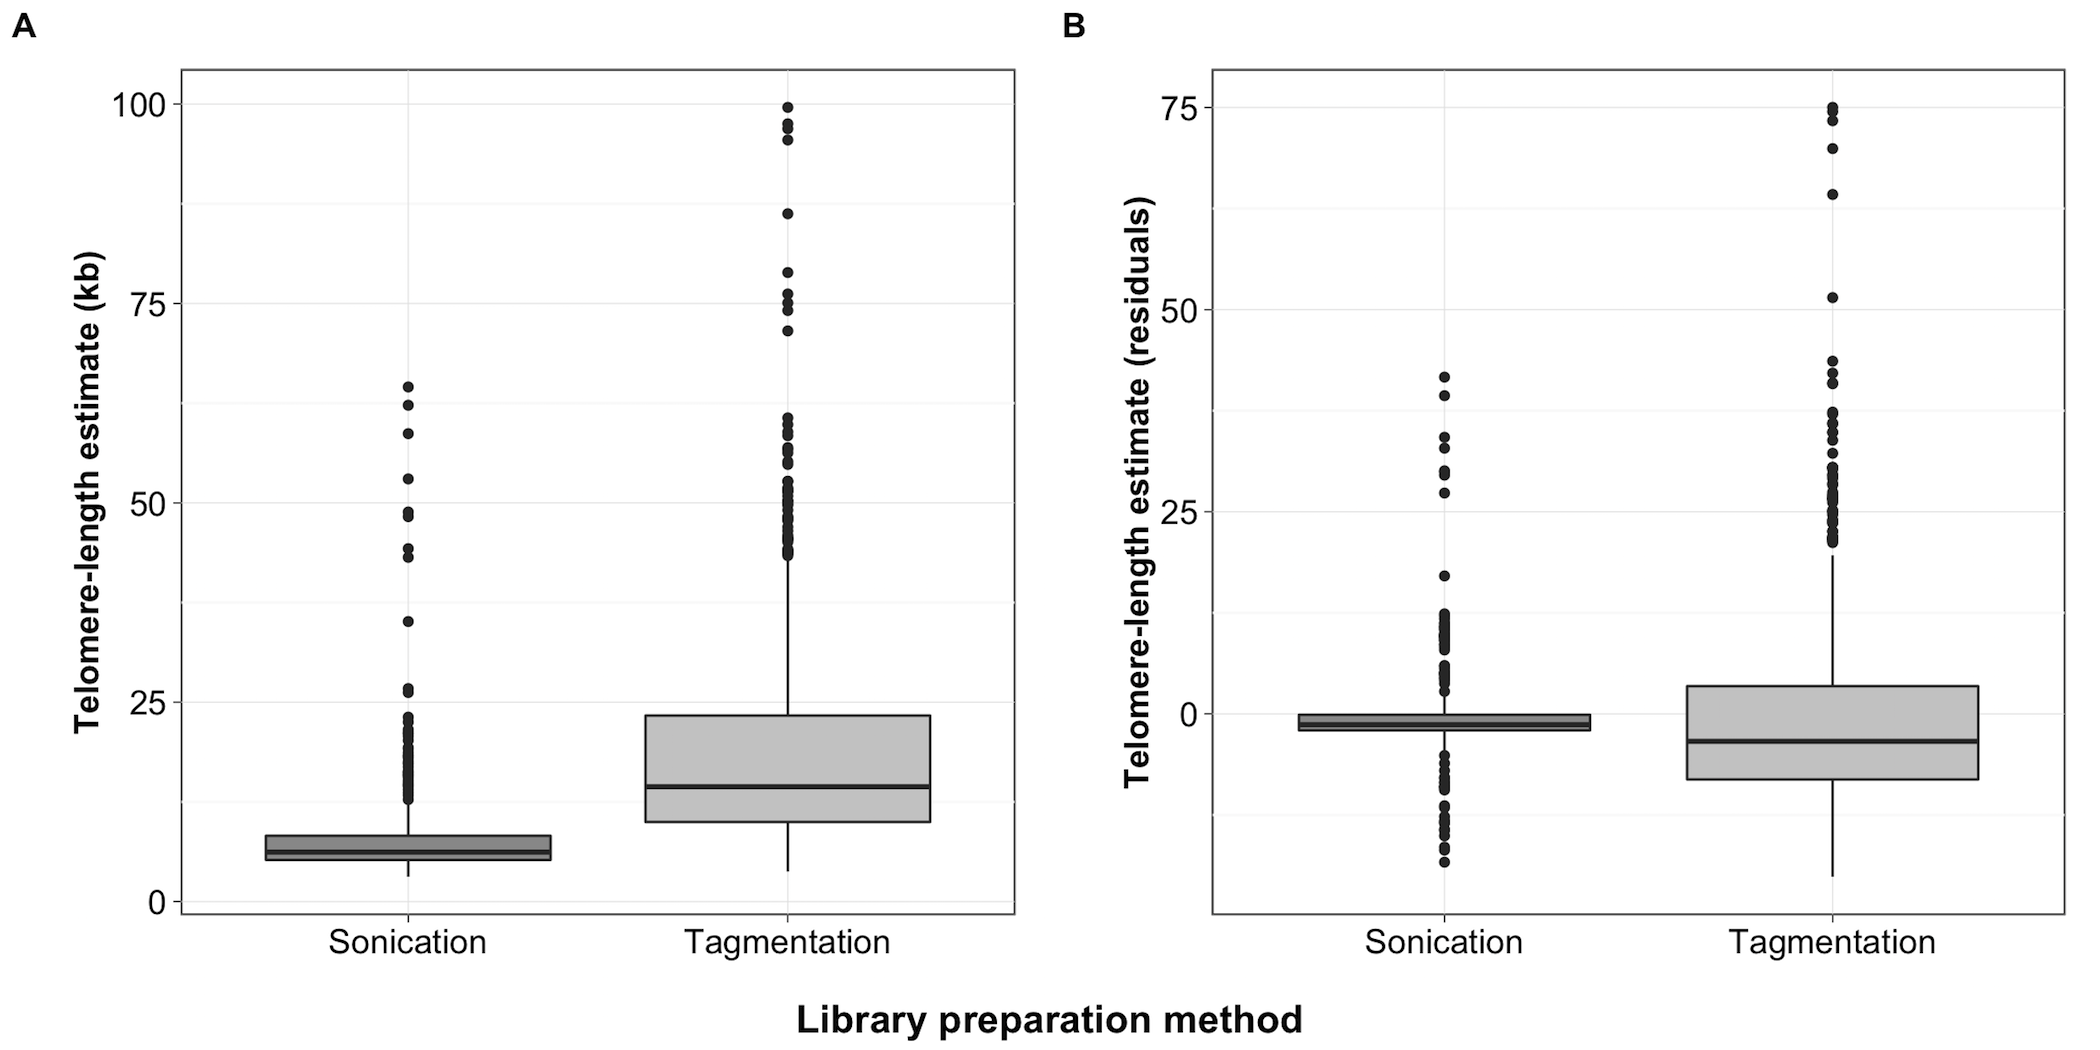 A
B
Telomere-length estimate (kb)
100
75
50
25
0
Sonication
Tagmentation
Telomere-length estimate (residuals)
75
50
25
0
Sonication
Tagmentation
Library preparation method